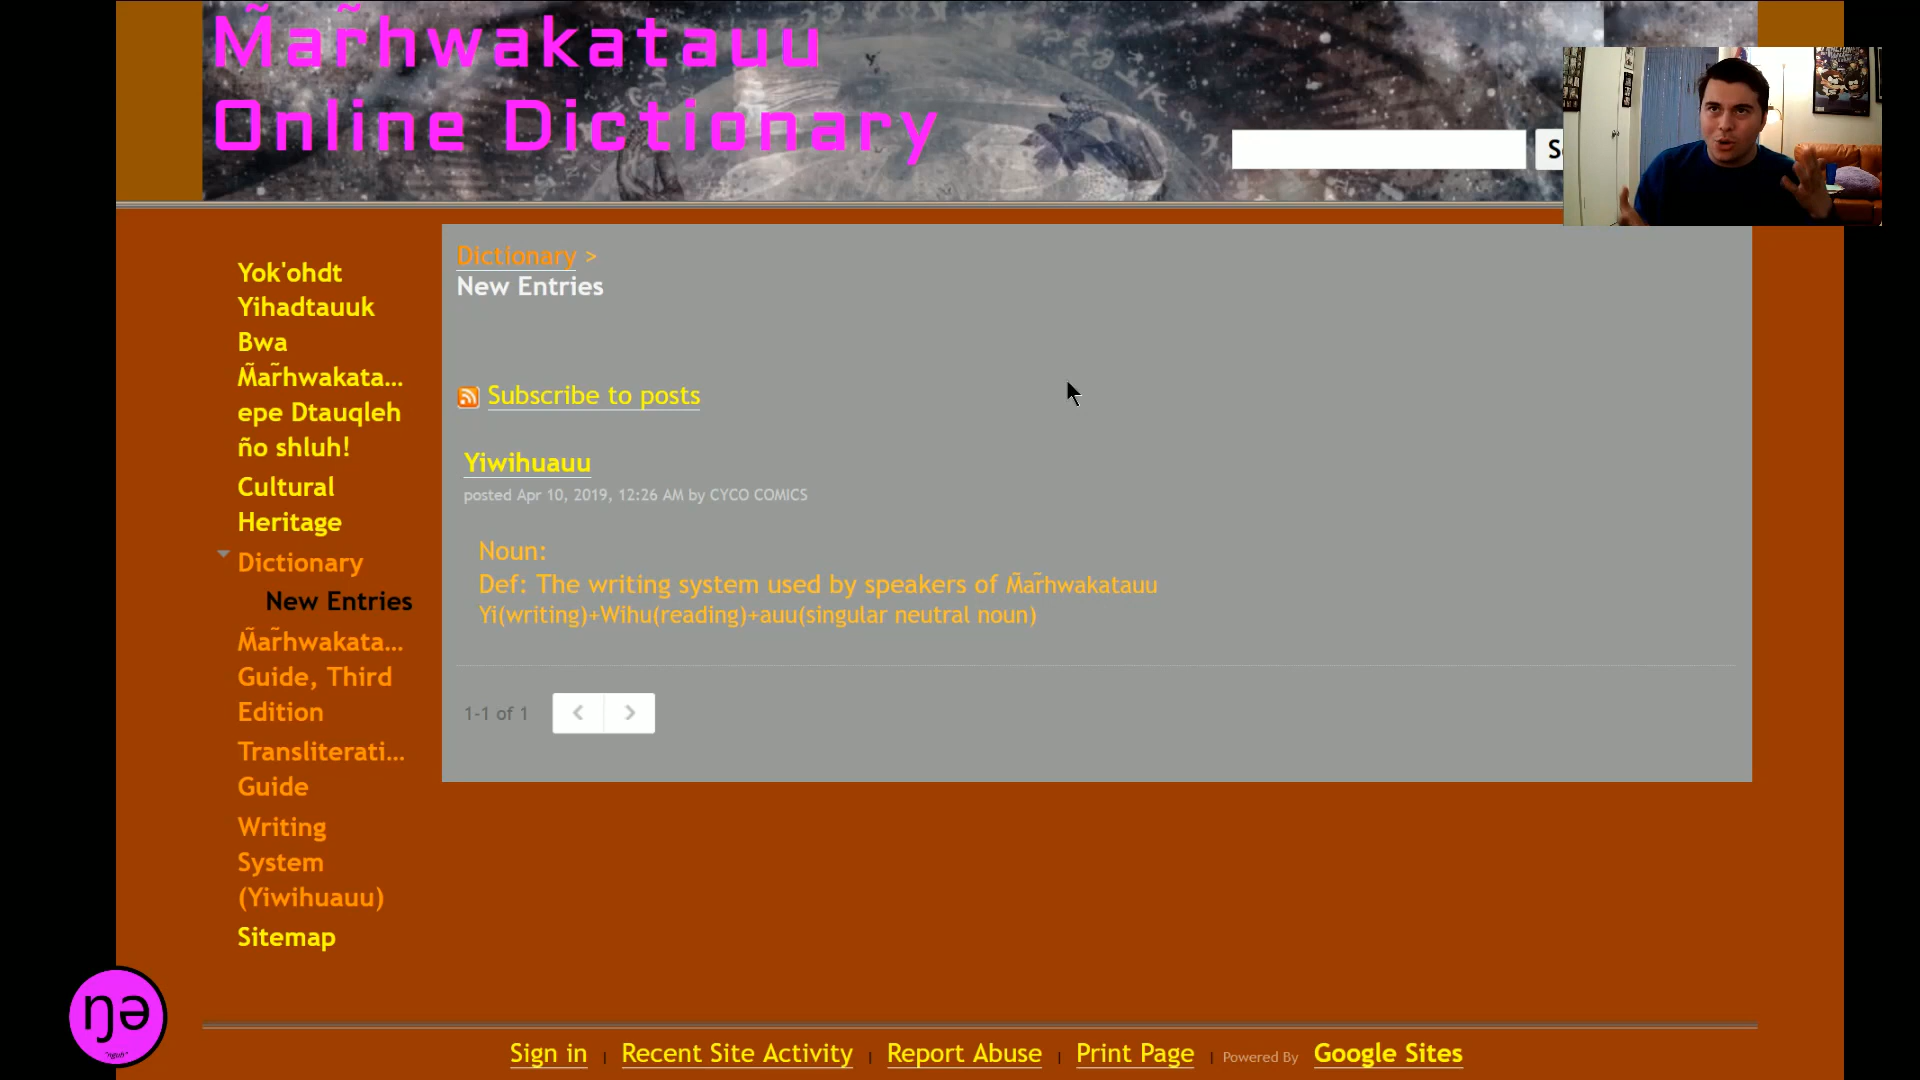 M̃ar̃hwakatauu
Online Dictionary
Yok'ohdt
Yihadtauuk
Bwa
M̃ar̃hwakata...
epe Dtauqleh
ño shluh!
Cultural
Heritage
Dictionary
New Entries
M̃ar̃hwakata...
Guide, Third
Edition
Transliterati...
Guide
Writing
System
(Yiwihuauu)
Sitemap
Dictionary >
New Entries
Subscribe to posts
Yiwihuauu
posted Apr 10, 2019, 12:26 AM by CYCO COMICS
Noun:
Def: The writing system used by speakers of M̃ar̃hwakatauu
Yi(writing)+Wihu(reading)+auu(singular neutral noun)
1-1 of 1
ŋə
Sign in | Recent Site Activity | Report Abuse | Print Page | Powered By Google Sites